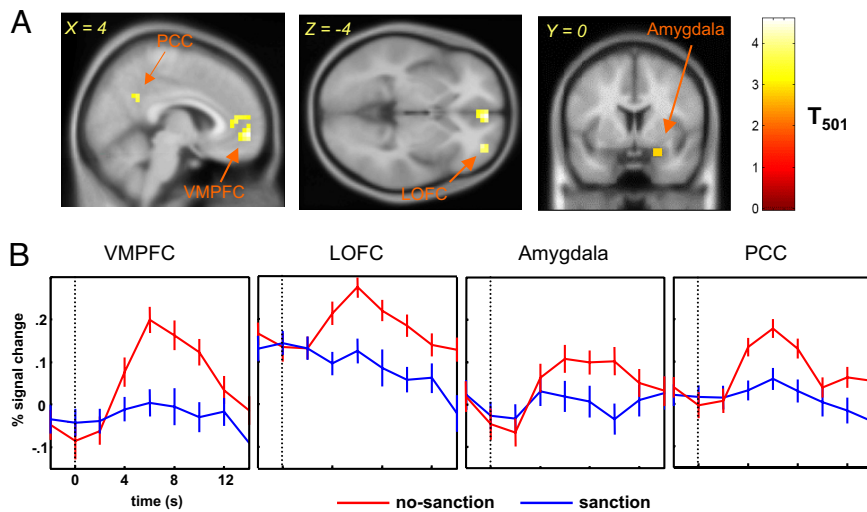 A
X = 4
PCC
VMPFC
Z = -4
LOFC
Y = 0
Amygdala
4
3
2
1
0
T501
B
VMPFC
LOFC
Amygdala
PCC
% signal change
.2
.1
0
-.1
0
4
8
12
time (s)
no-sanction
sanction